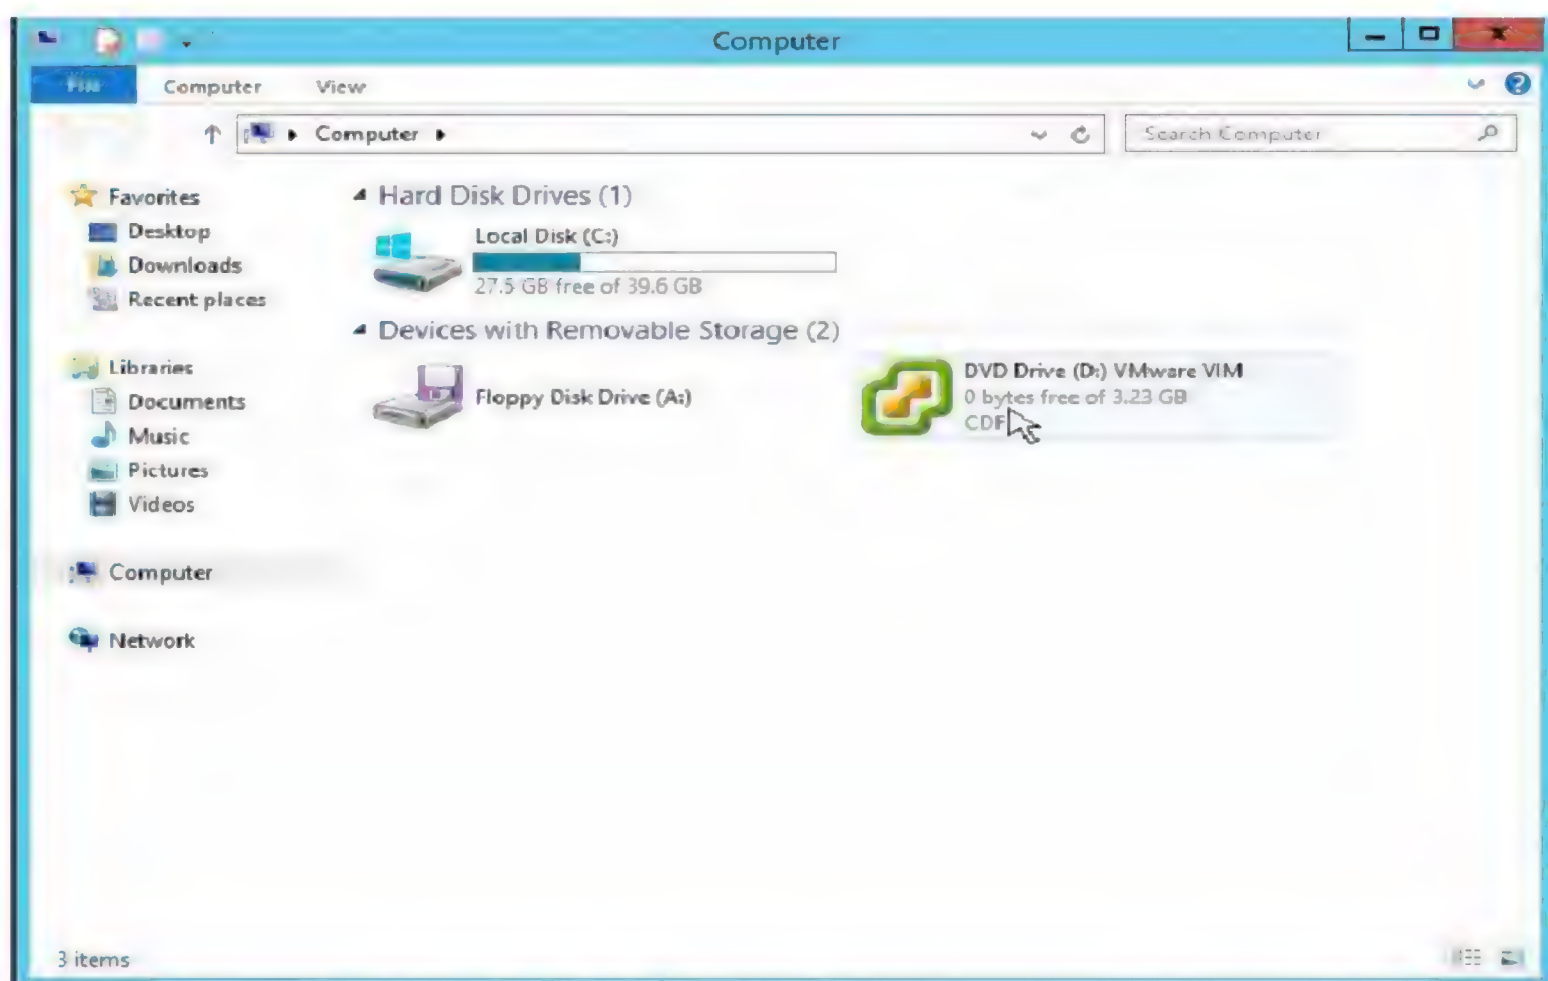 Computer
File Computer View
Computer
Search Computer
Favorites
Desktop
Downloads
Recent places
Libraries
Documents
Music
Pictures
Videos
Computer
Network
Hard Disk Drives (1)
Local Disk (C:)
27.5 GB free of 39.6 GB
Devices with Removable Storage (2)
Floppy Disk Drive (A:)
DVD Drive (D:) VMware VIM
0 bytes free of 3.23 GB
CDF
3 items